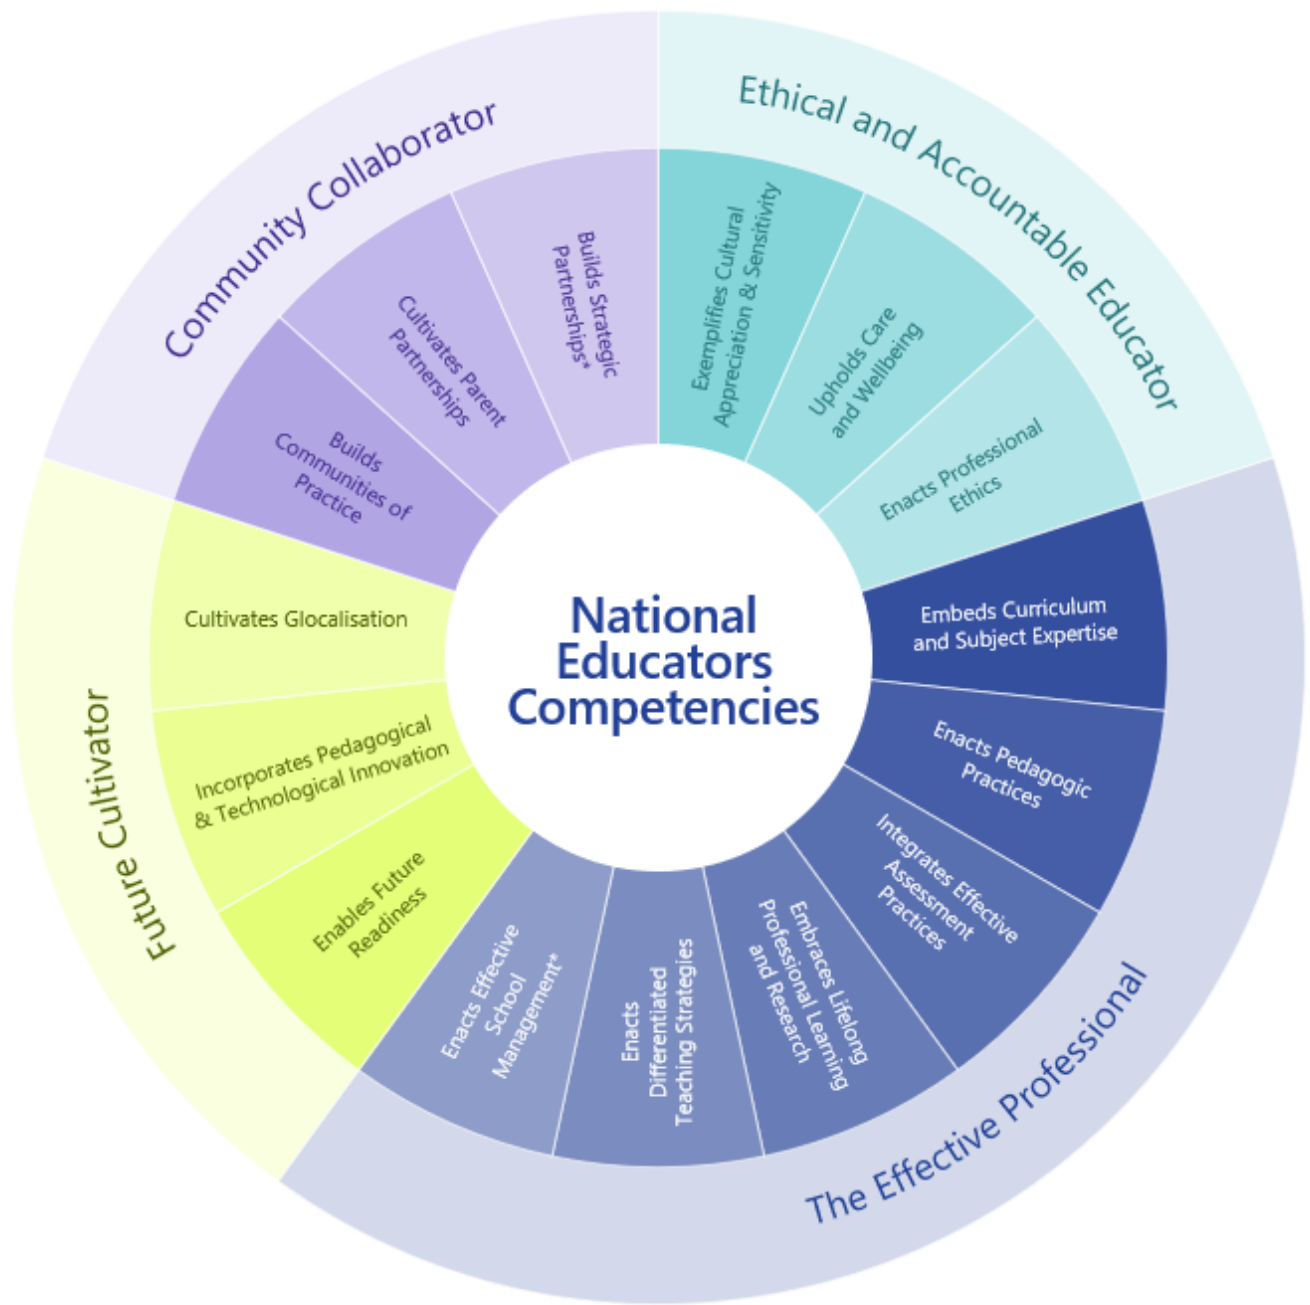 National
Educators
Competencies
Ethical and Accountable Educator
Exemplifies Cultural
Appreciation & Sensitivity
Upholds Care
and Wellbeing
Enacts Professional
Ethics
The Effective Professional
Embeds Curriculum
and Subject Expertise
Enacts Pedagogic
Practices
Integrates Effective
Assessment
Practices
Embraces Lifelong
Professional Learning
and Research
Enacts
Differentiated
Teaching Strategies
Enacts Effective
School
Management*
Future Cultivator
Enables Future
Readiness
Incorporates Pedagogical
& Technological Innovation
Cultivates Glocalisation
Community Collaborator
Builds
Communities of
Practice
Cultivates Parent
Partnerships
Builds Strategic
Partnerships*